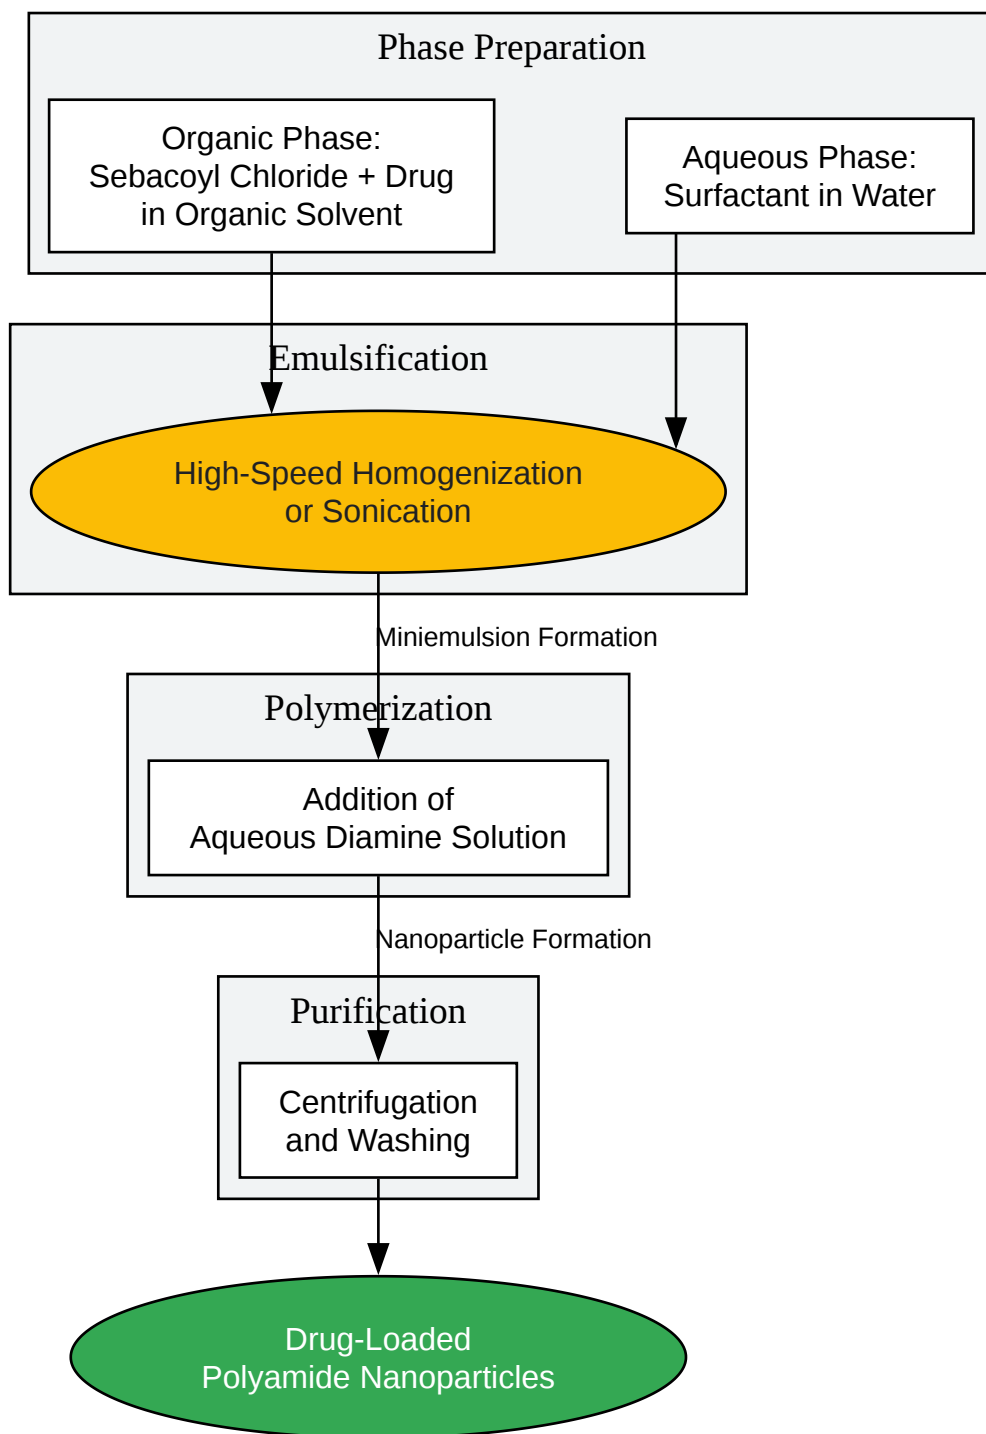 Phase Preparation
Organic Phase:
Sebacoyl Chloride + Drug
in Organic Solvent
Aqueous Phase:
Surfactant in Water
Emulsification
High-Speed Homogenization
or Sonication
Miniemulsion Formation
Polymerization
Addition of
Aqueous Diamine Solution
Nanoparticle Formation
Purification
Centrifugation
and Washing
Drug-Loaded
Polyamide Nanoparticles